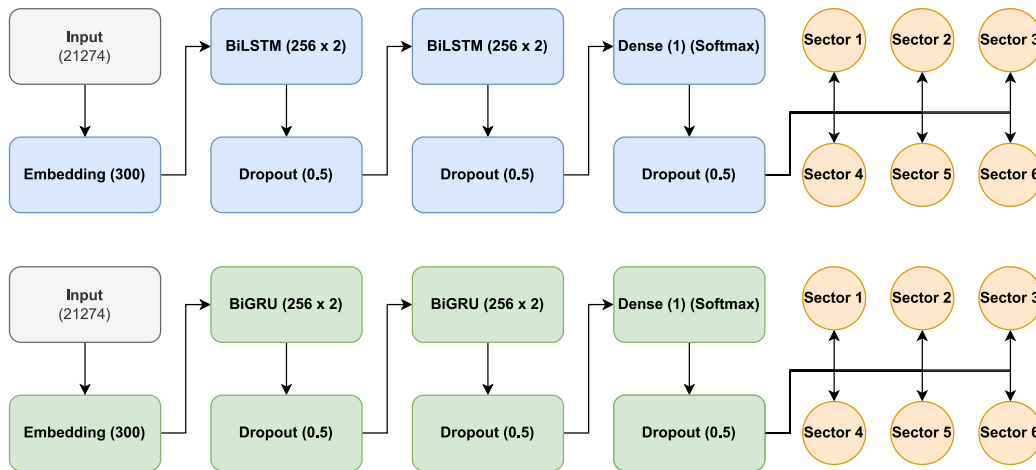 Input
(21274)
BiLSTM (256 x 2)
BiLSTM (256 x 2)
Dense (1) (Softmax)
Sector 1
Sector 2
Sector 3
Embedding (300)
Dropout (0.5)
Dropout (0.5)
Dropout (0.5)
Sector 4
Sector 5
Sector 6
Input
(21274)
BiGRU (256 x 2)
BiGRU (256 x 2)
Dense (1) (Softmax)
Sector 1
Sector 2
Sector 3
Embedding (300)
Dropout (0.5)
Dropout (0.5)
Dropout (0.5)
Sector 4
Sector 5
Sector 6